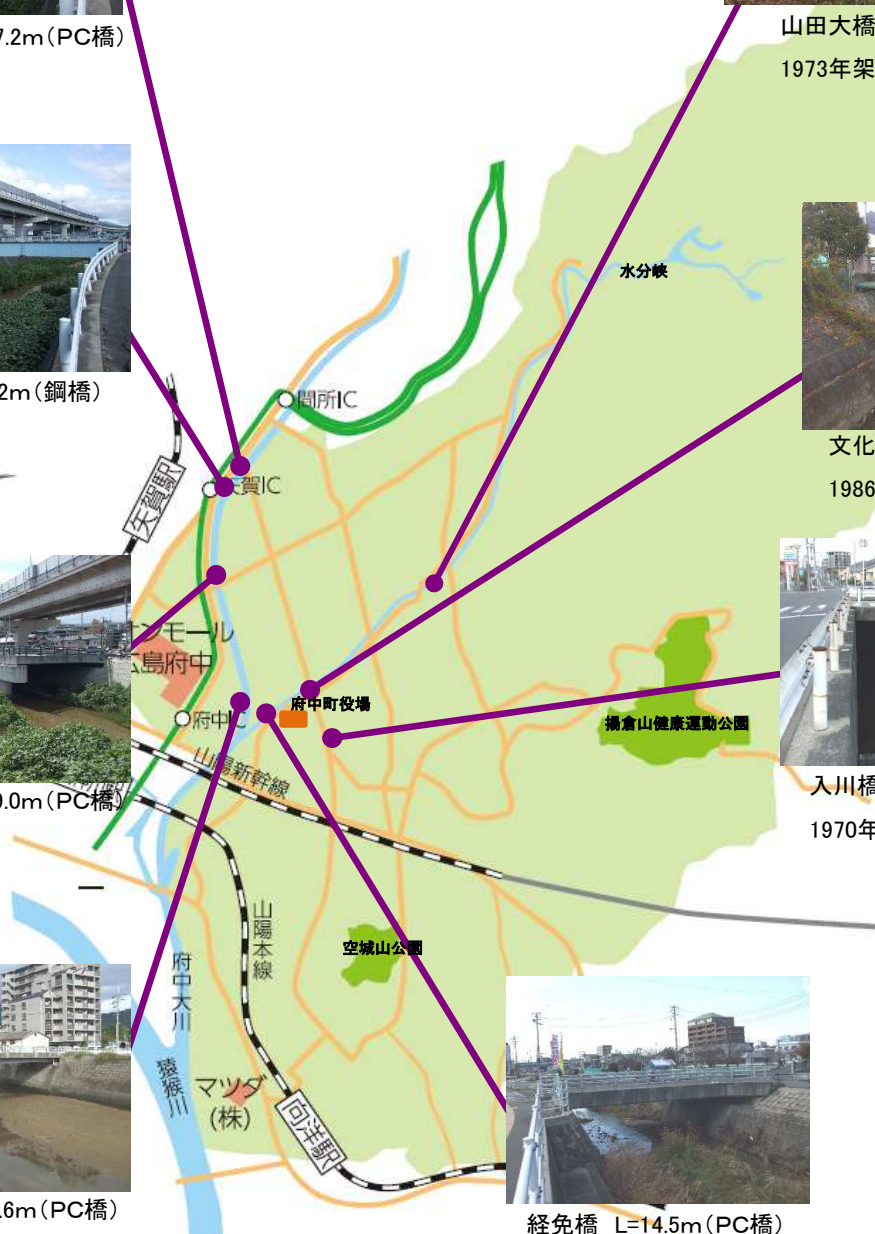 7.2m（PC橋）
山田大橋
1973年架
水分峡
2m（鋼橋）
間所IC
矢賀IC
矢賀駅
文化
1986
オンモール
広島府中
府中町役場
府中IC
揚倉山健康運動公園
山陽新幹線
0.0m（PC橋）
入川橋
1970年
山陽本線
空城山公園
府中大川
猿猴川
マツダ
(株)
向洋駅
.6m（PC橋）
経免橋 L=14.5m（PC橋）